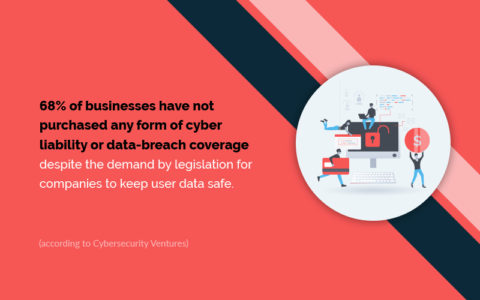 68% of businesses have not
purchased any form of cyber
liability or data-breach coverage
despite the demand by legislation for
companies to keep user data safe.
(according to Cybersecurity Ventures)
$